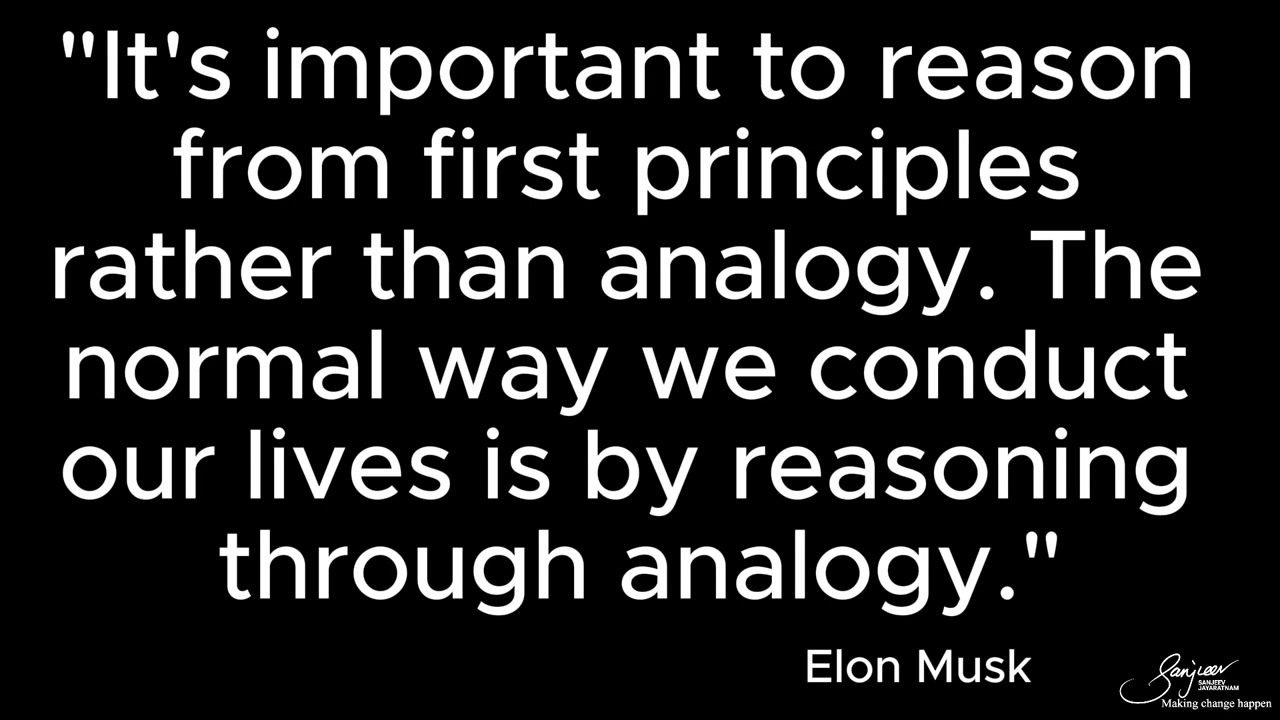 "It's important to reason
from first principles
rather than analogy. The
normal way we conduct
our lives is by reasoning
through analogy."
Elon Musk
Sanjeev
SANJEEV
JAYARATNAM
Making change happen